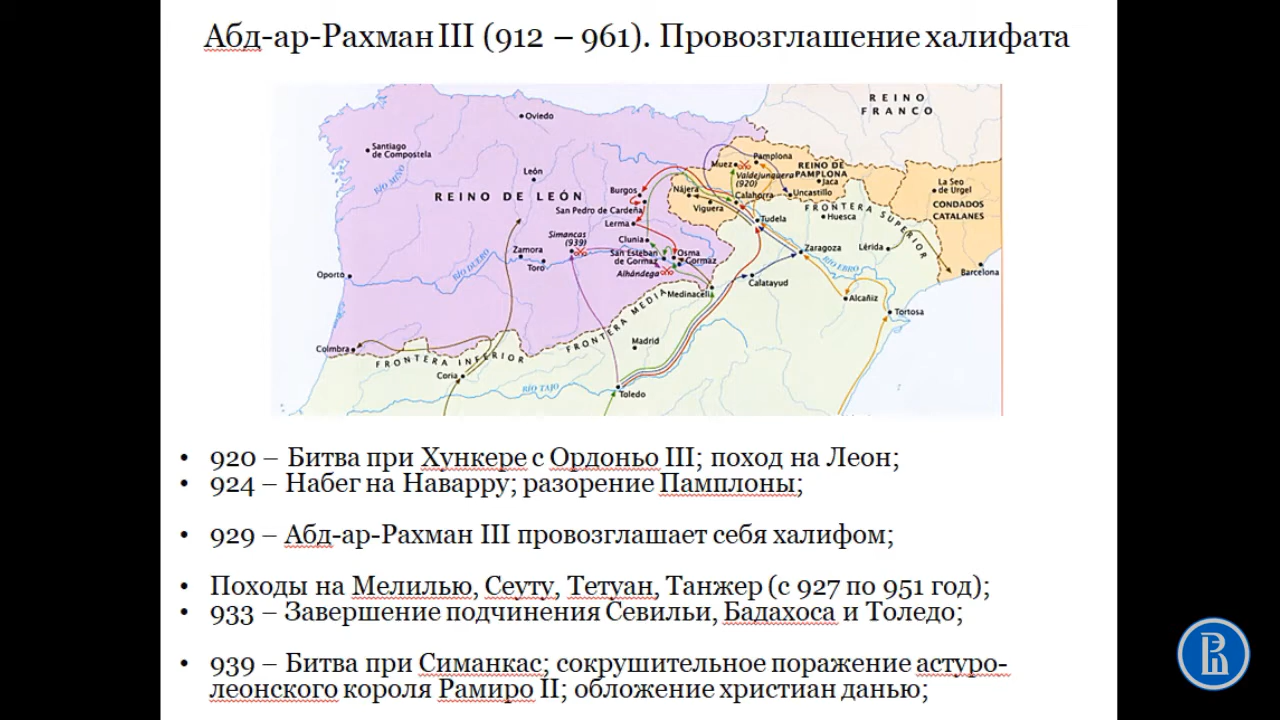 Абд-ар-Рахман III (912 – 961). Провозглашение халифата
REINO
FRANCO
Oviedo
Santiago
de Compostela
RÍO MIÑO
León
REINO DE LEÓN
Burgos
San Pedro de Cardeña
Lerma
Simancas
(939)
Clunia
Zamora
Toro
San Esteban
de Gormaz
Osma
Gormaz
Alhándega
Oporto
RÍO DUERO
Medinaceli
Muez
Pamplona
Valdejunquera
(920)
REINO DE
PAMPLONA
Jaca
Nájera
Calahorra
Uncastillo
Viguera
Tudela
FRONTERA SUPERIOR
Huesca
La Seo
de Urgel
CONDADOS
CATALANES
Zaragoza
Lérida
RÍO EBRO
Barcelona
Calatayud
Alcañiz
Tortosa
FRONTERA MEDIA
Madrid
Coimbra
FRONTERA INFERIOR
Coria
RÍO TAJO
Toledo
• 920 – Битва при Хункере с Ордоньо III; поход на Леон;
• 924 – Набег на Наварру; разорение Памплоны;
• 929 – Абд-ар-Рахман III провозглашает себя халифом;
• Походы на Мелилью, Сеуту, Тетуан, Танжер (с 927 по 951 год);
• 933 – Завершение подчинения Севильи, Бадахоса и Толедо;
• 939 – Битва при Симанкас; сокрушительное поражение астуро-
леонского короля Рамиро II; обложение христиан данью;